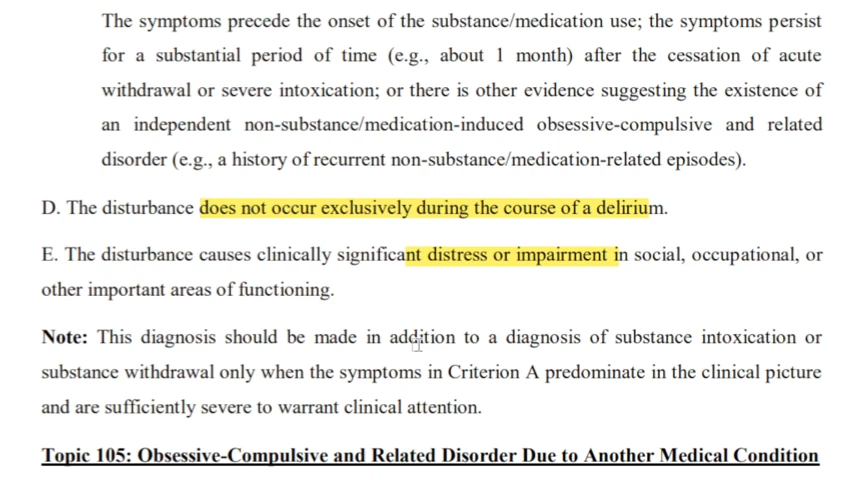 The symptoms precede the onset of the substance/medication use; the symptoms persist
for a substantial period of time (e.g., about 1 month) after the cessation of acute
withdrawal or severe intoxication; or there is other evidence suggesting the existence of
an independent non-substance/medication-induced obsessive-compulsive and related
disorder (e.g., a history of recurrent non-substance/medication-related episodes).
D. The disturbance does not occur exclusively during the course of a delirium.
E. The disturbance causes clinically significant distress or impairment in social, occupational, or
other important areas of functioning.
Note: This diagnosis should be made in addition to a diagnosis of substance intoxication or
substance withdrawal only when the symptoms in Criterion A predominate in the clinical picture
and are sufficiently severe to warrant clinical attention.
Topic 105: Obsessive-Compulsive and Related Disorder Due to Another Medical Condition